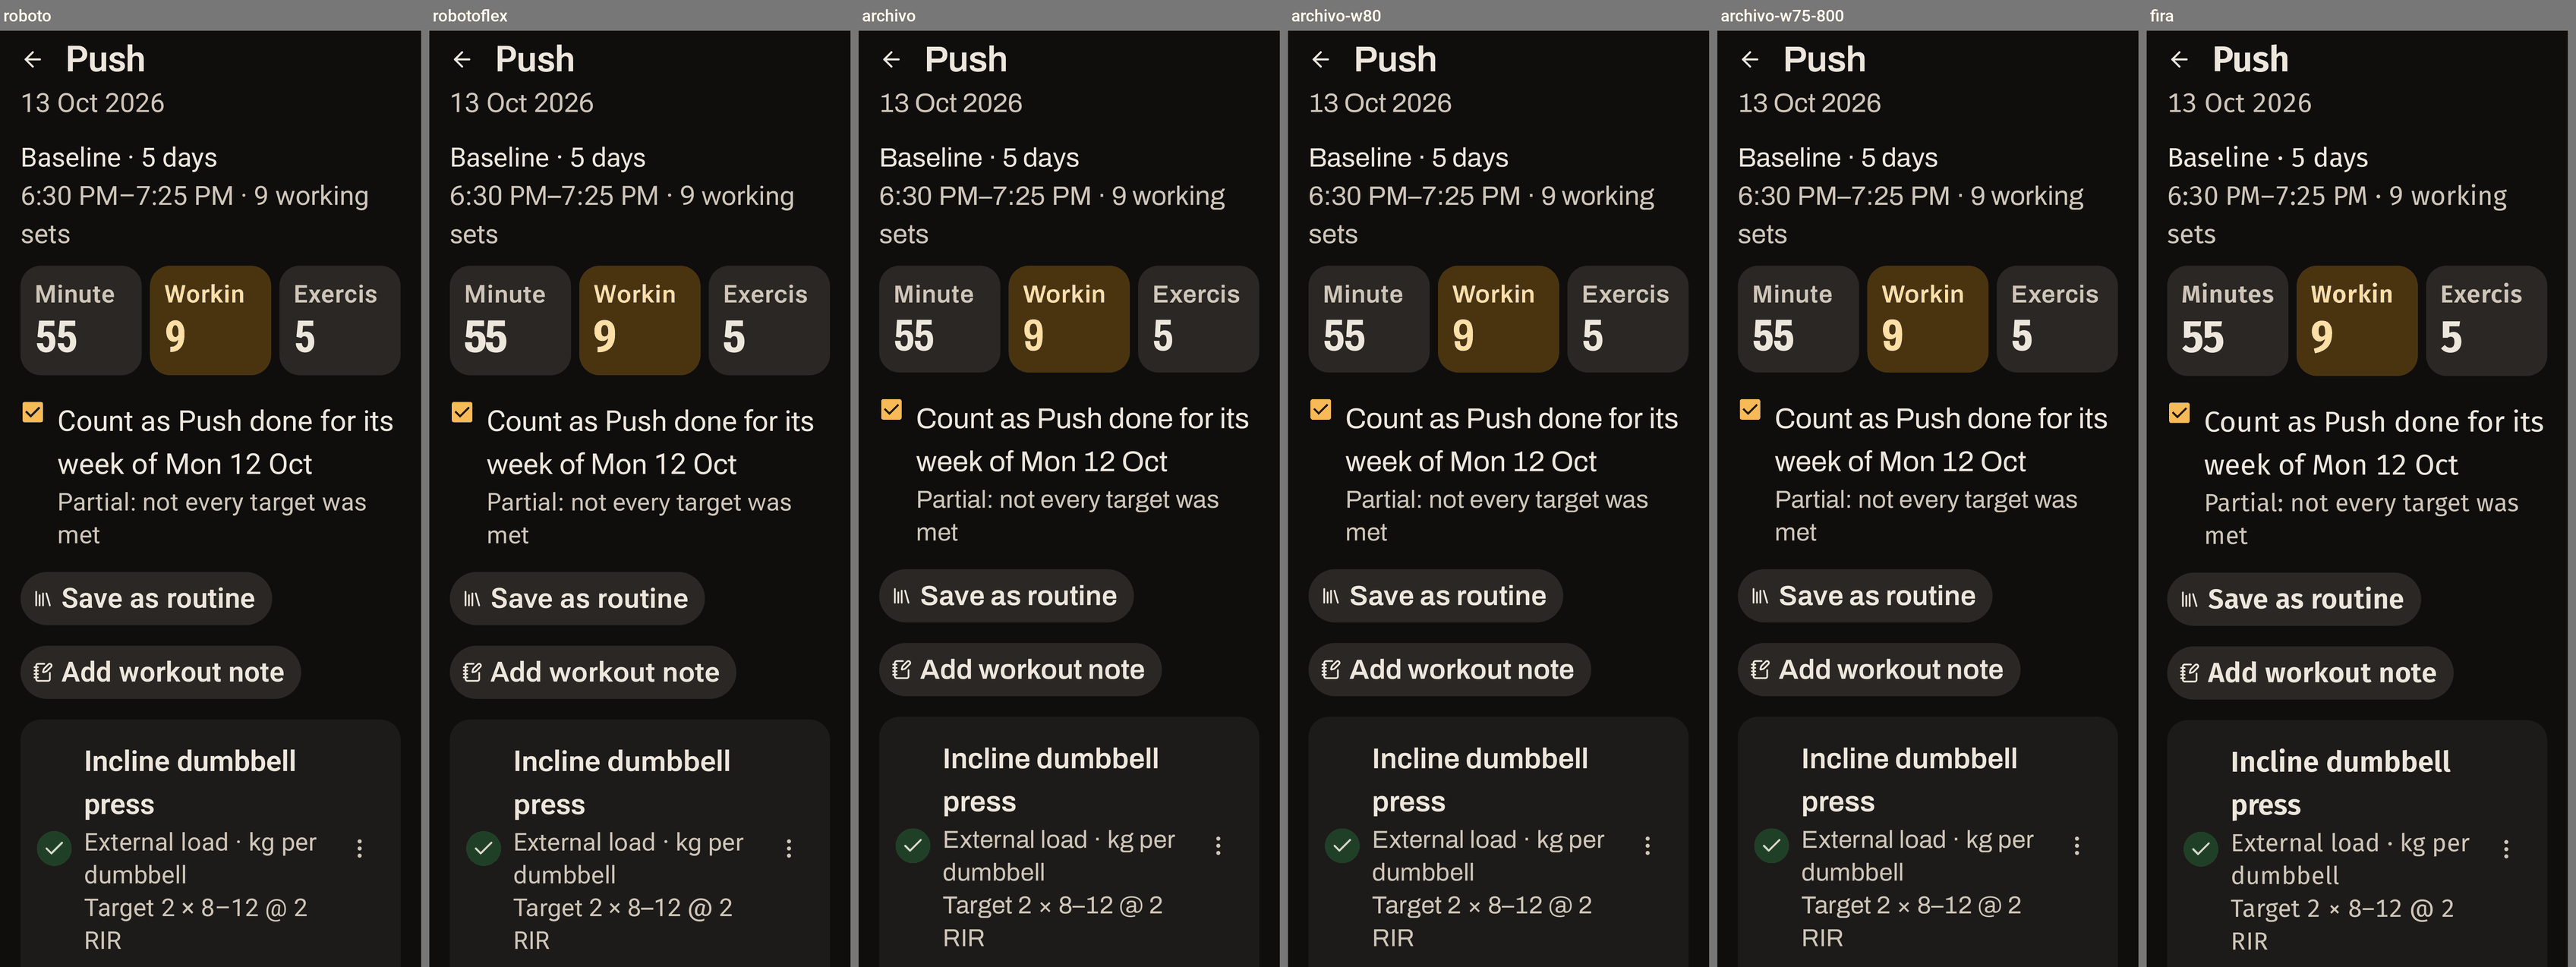 roboto
Push
13 Oct 2026
Baseline · 5 days
6:30 PM–7:25 PM · 9 working
sets
Minute
55
Workin
9
Exercis
5
Count as Push done for its
week of Mon 12 Oct
Partial: not every target was
met
Save as routine
Add workout note
Incline dumbbell
press
External load · kg per
dumbbell
Target 2 × 8–12 @ 2
RIR
robotoflex
Push
13 Oct 2026
Baseline · 5 days
6:30 PM–7:25 PM · 9 working
sets
Minute
55
Workin
9
Exercis
5
Count as Push done for its
week of Mon 12 Oct
Partial: not every target was
met
Save as routine
Add workout note
Incline dumbbell
press
External load · kg per
dumbbell
Target 2 × 8–12 @ 2
RIR
archivo
Push
13 Oct 2026
Baseline · 5 days
6:30 PM–7:25 PM · 9 working
sets
Minute
55
Workin
9
Exercis
5
Count as Push done for its
week of Mon 12 Oct
Partial: not every target was
met
Save as routine
Add workout note
Incline dumbbell
press
External load · kg per
dumbbell
Target 2 × 8–12 @ 2
RIR
archivo-w80
Push
13 Oct 2026
Baseline · 5 days
6:30 PM–7:25 PM · 9 working
sets
Minute
55
Workin
9
Exercis
5
Count as Push done for its
week of Mon 12 Oct
Partial: not every target was
met
Save as routine
Add workout note
Incline dumbbell
press
External load · kg per
dumbbell
Target 2 × 8–12 @ 2
RIR
archivo-w75-800
Push
13 Oct 2026
Baseline · 5 days
6:30 PM–7:25 PM · 9 working
sets
Minute
55
Workin
9
Exercis
5
Count as Push done for its
week of Mon 12 Oct
Partial: not every target was
met
Save as routine
Add workout note
Incline dumbbell
press
External load · kg per
dumbbell
Target 2 × 8–12 @ 2
RIR
fira
Push
13 Oct 2026
Baseline · 5 days
6:30 PM–7:25 PM · 9 working
sets
Minutes
55
Workin
9
Exercis
5
Count as Push done for its
week of Mon 12 Oct
Partial: not every target was
met
Save as routine
Add workout note
Incline dumbbell
press
External load · kg per
dumbbell
Target 2 × 8–12 @ 2
RIR